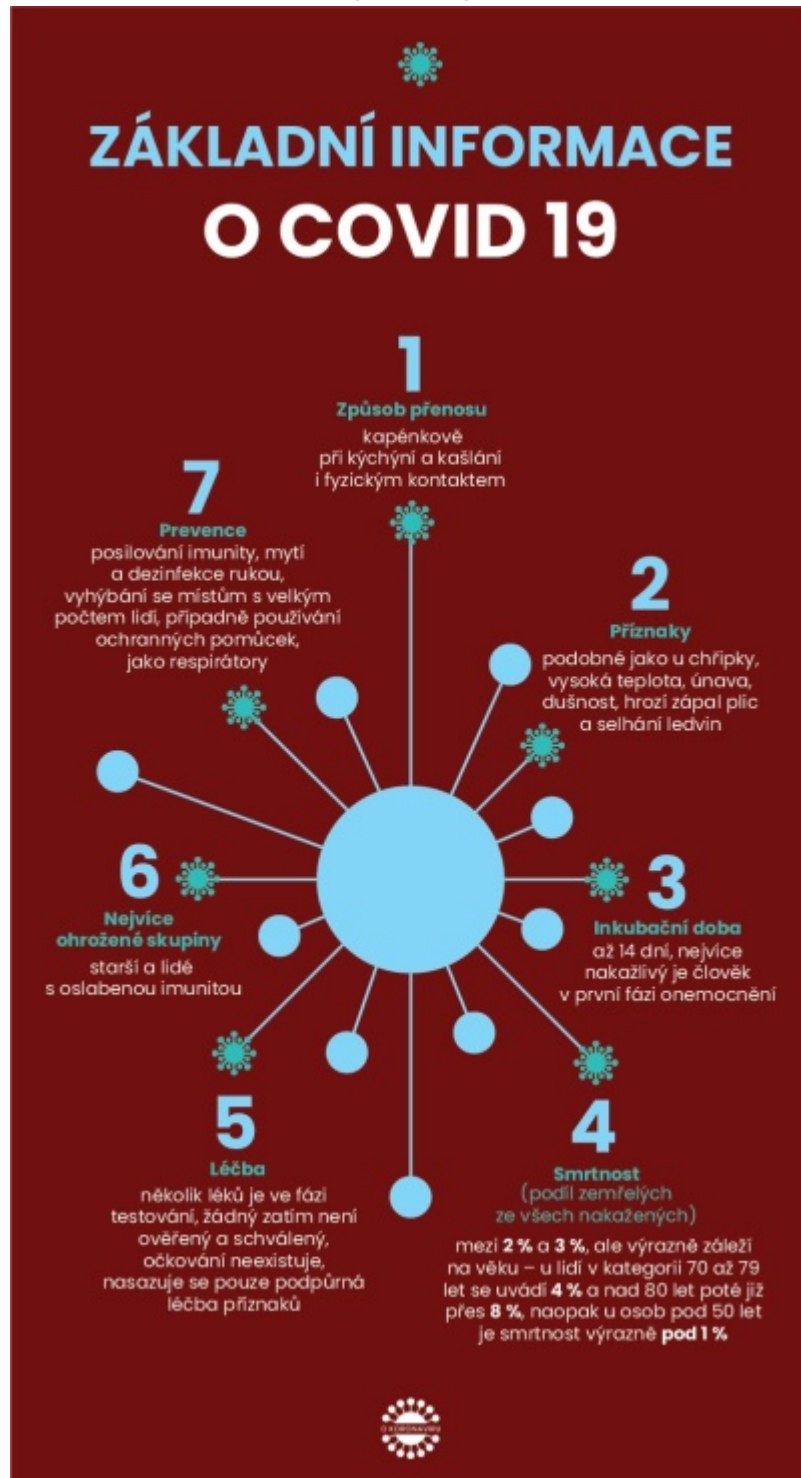 ZÁKLADNÍ INFORMACE
O COVID 19
1
Způsob přenosu
kapénkově
při kýchýní a kašlání
i fyzickým kontaktem
2
Příznaky
podobné jako u chřipky,
vysoká teplota, únava,
dušnost, hrozí zápal plic
a selhání ledvin
3
Inkubační doba
až 14 dní, nejvíce
nakažlivý je člověk
v první fázi onemocnění
4
Smrtnost
(podíl zemřelých
ze všech nakažených)
mezi 2 % a 3 %, ale výrazně záleží
na věku – u lidí v kategorii 70 až 79
let se uvádí 4 % a nad 80 let poté již
přes 8 %, naopak u osob pod 50 let
je smrtnost výrazně pod 1 %
5
Léčba
několik léků je ve fázi
testování, žádný zatím není
ověřený a schválený,
očkování neexistuje,
nasazuje se pouze podpůrná
léčba příznaků
6
Nejvíce
ohrožené skupiny
starší a lidé
s oslabenou imunitou
7
Prevence
posilování imunity, mytí
a dezinfekce rukou,
vyhýbání se místům s velkým
počtem lidí, případně používání
ochranných pomůcek,
jako respirátory
O KORONAVIRU